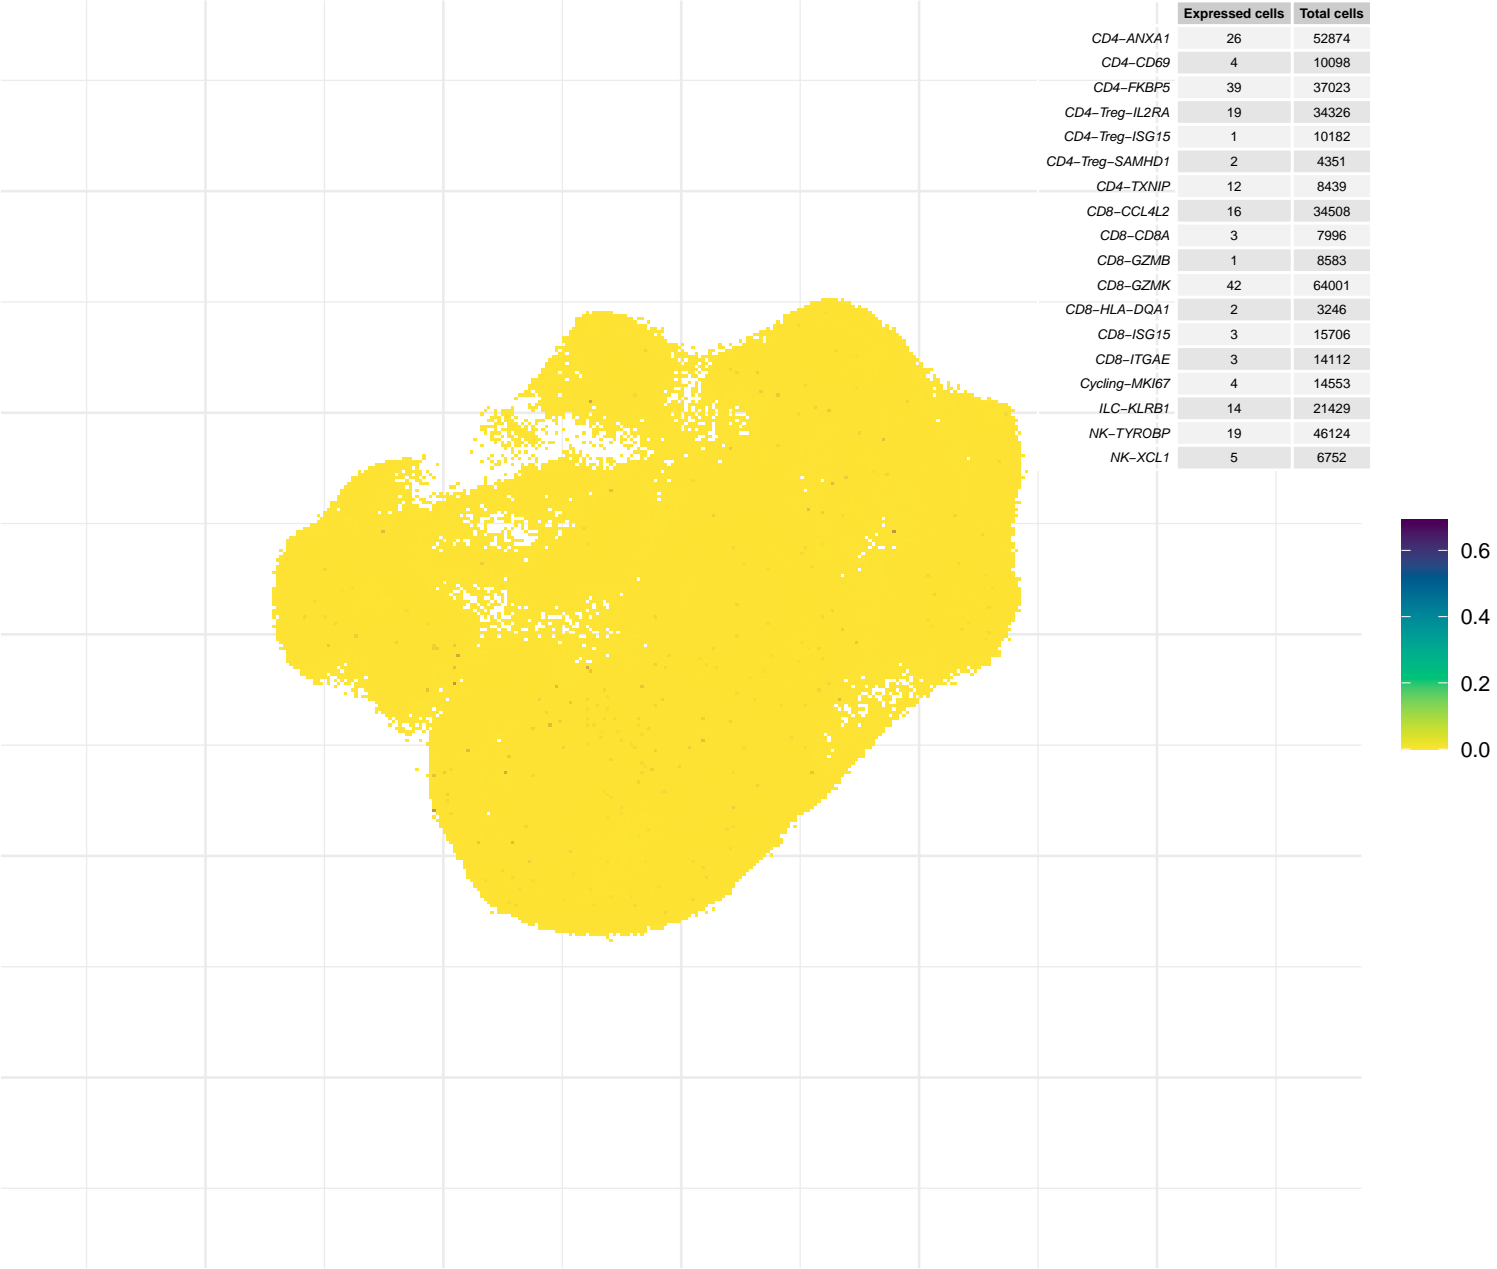 Expressed cells Total cells
CD4−ANXA1 26 52874
CD4−CD69 4 10098
CD4−FKBP5 39 37023
CD4−Treg−IL2RA 19 34326
CD4−Treg−ISG15 1 10182
CD4−Treg−SAMHD1 2 4351
CD4−TXNIP 12 8439
CD8−CCL4L2 16 34508
CD8−CD8A 3 7996
CD8−GZMB 1 8583
CD8−GZMK 42 64001
CD8−HLA−DQA1 2 3246
CD8−ISG15 3 15706
CD8−ITGAE 3 14112
Cycling−MKI67 4 14553
ILC−KLRB1 14 21429
NK−TYROBP 19 46124
NK−XCL1 5 6752
0.6
0.4
0.2
0.0